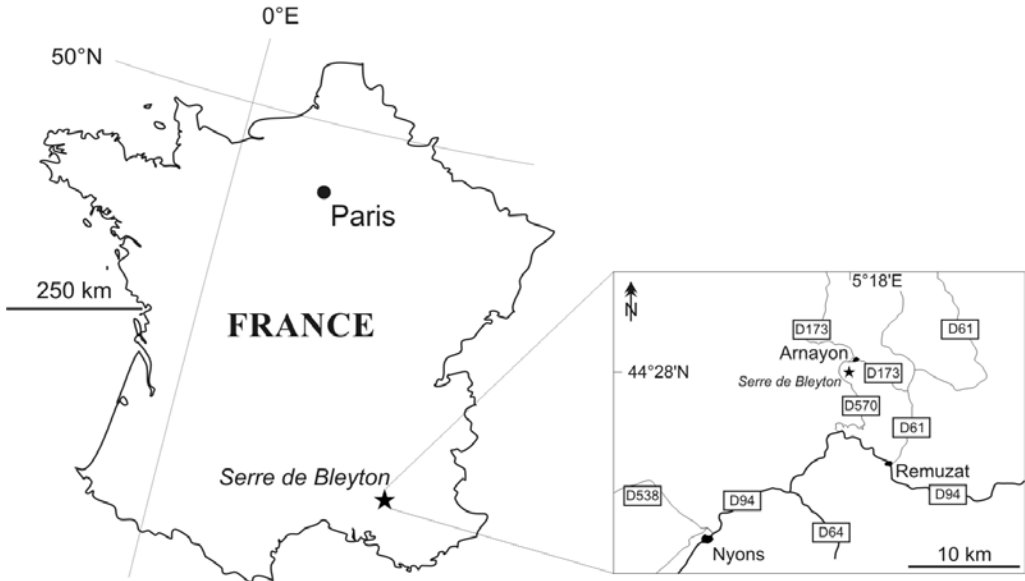 0°E
50°N
Paris
250 km
FRANCE
Serre de Bleyton
5°18'E
N
D173
D61
Arnayon
44°28'N
D173
Serre de Bleyton
D570
D61
Remuzat
D538
D94
D94
D64
Nyons
10 km